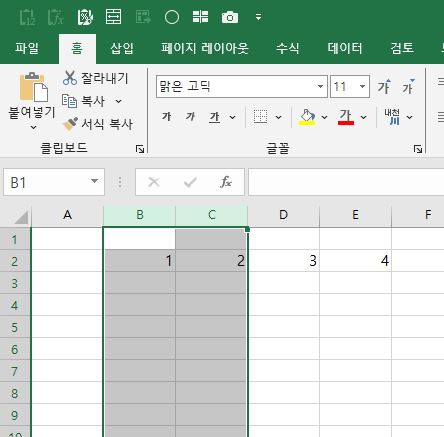 파일 홈 삽입 페이지 레이아웃 수식 데이터 검토
붙여넣기
잘라내기
복사
서식 복사
클립보드
맑은 고딕 11 가 가
가 가 가 가 내천
글꼴
B1 fx
A B C D E F
1
2 1 2 3 4
3
4
5
6
7
8
9
10